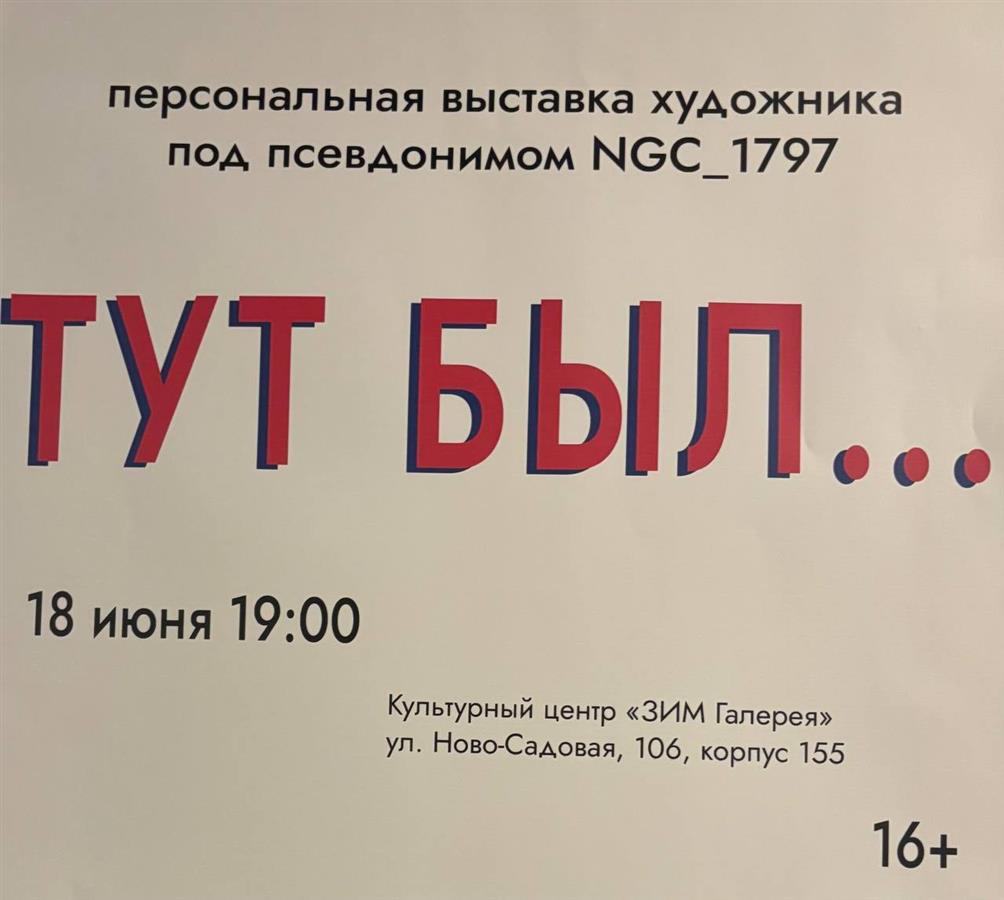 персональная выставка художника
под псевдонимом NGC_1797
ТУТ БЫЛ...
18 июня 19:00
Культурный центр «ЗИМ Галерея»
ул. Ново-Садовая, 106, корпус 155
16+